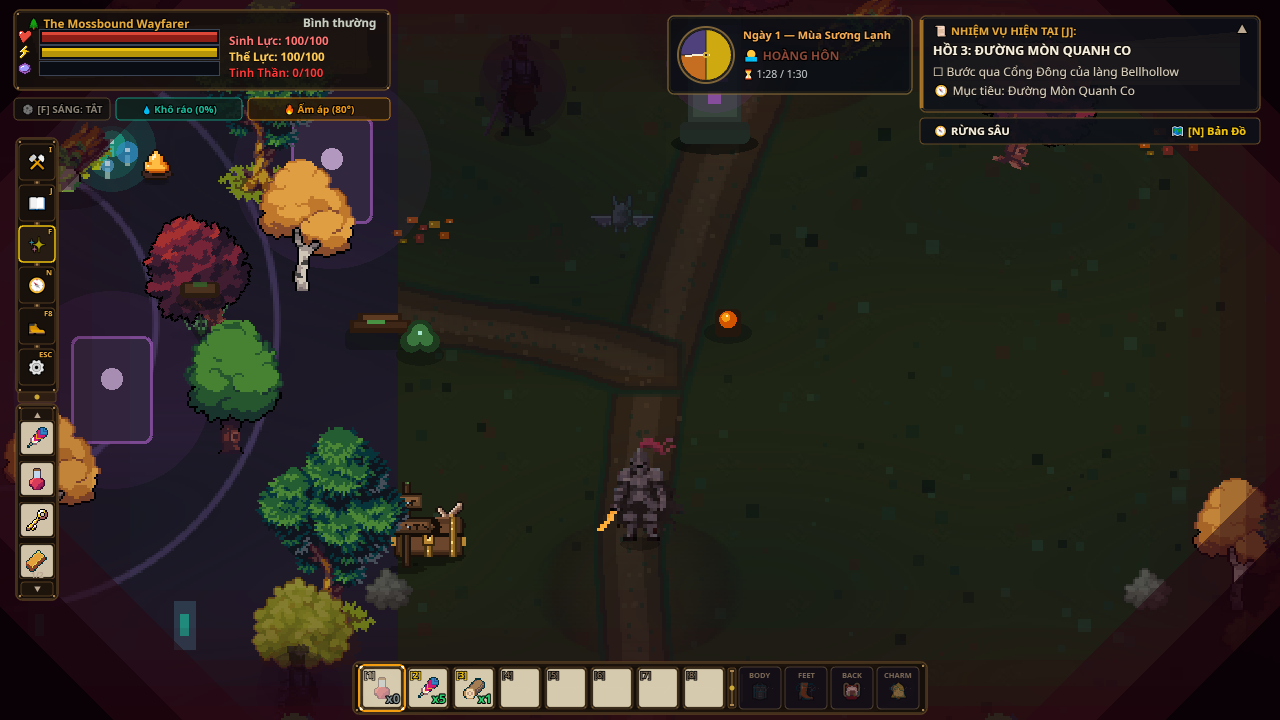 The Mossbound Wayfarer
Bình thường
Sinh Lực: 100/100
Thể Lực: 100/100
Tinh Thần: 0/100
[F] SÁNG: TẮT
Khô ráo (0%)
Ấm áp (80°)
Ngày 1 — Mùa Sương Lạnh
HOÀNG HÔN
1:28 / 1:30
NHIỆM VỤ HIỆN TẠI [J]:
HỒI 3: ĐƯỜNG MÒN QUANH CO
☐ Bước qua Cổng Đồng của làng Bellhollow
Mục tiêu: Đường Mòn Quanh Co
RỪNG SÂU
[N] Bản Đồ
I
J
F
N
F8
ESC
[1]
x0
[2]
x5
[3]
x1
[4]
[5]
[6]
[7]
[8]
BODY
FEET
BACK
CHARM